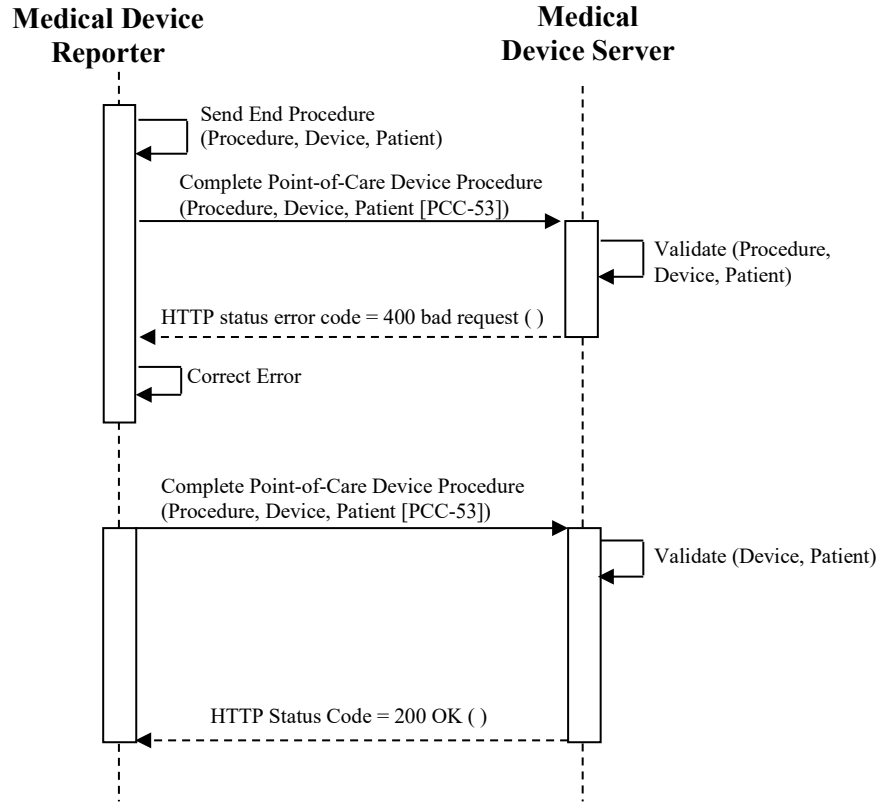 Medical Device
Reporter
Medical
Device Server
Send End Procedure
(Procedure, Device, Patient)
Complete Point-of-Care Device Procedure
(Procedure, Device, Patient [PCC-53])
Validate (Procedure,
Device, Patient)
HTTP status error code = 400 bad request ( )
Correct Error
Complete Point-of-Care Device Procedure
(Procedure, Device, Patient [PCC-53])
Validate (Device, Patient)
HTTP Status Code = 200 OK ( )